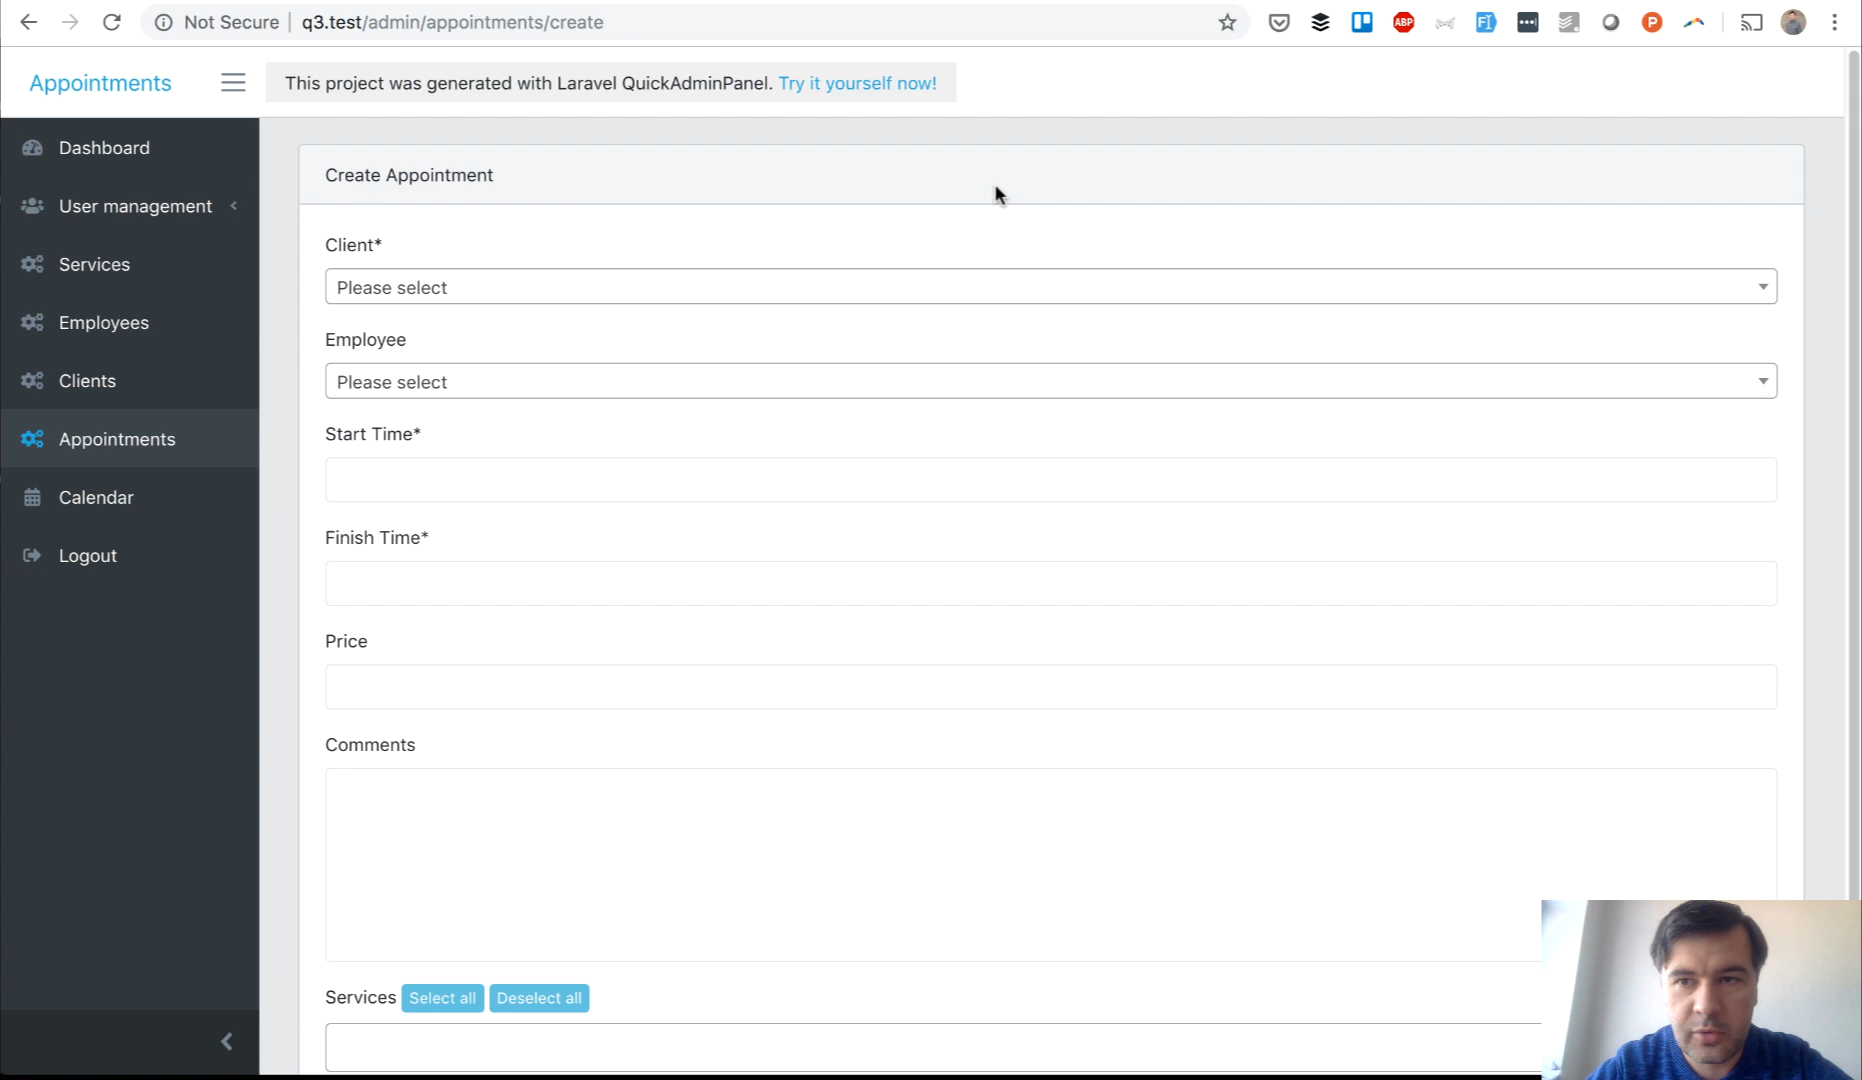 Not Secure | q3.test/admin/appointments/create
ABP
P
Appointments
This project was generated with Laravel QuickAdminPanel. Try it yourself now!
Dashboard
User management
Services
Employees
Clients
Appointments
Calendar
Logout
Create Appointment
Client*
Please select
Employee
Please select
Start Time*
Finish Time*
Price
Comments
Services Select all Deselect all